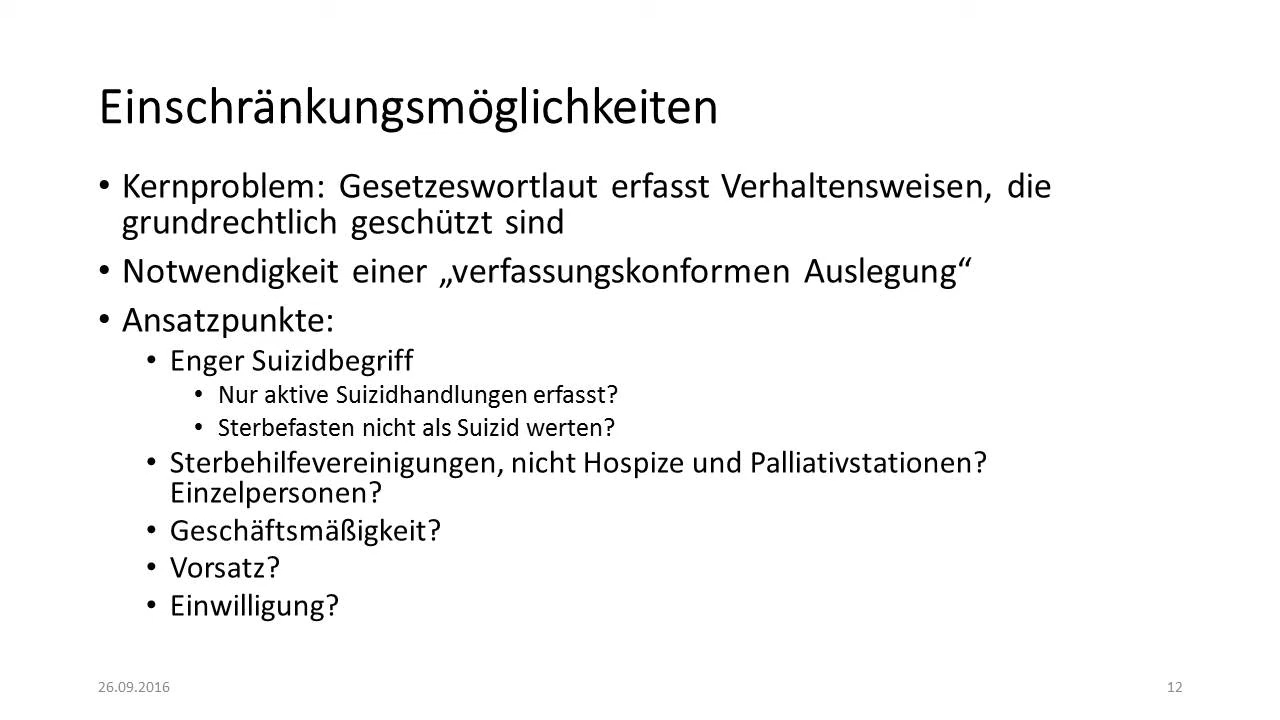 Einschränkungsmöglichkeiten
• Kernproblem: Gesetzeswortlaut erfasst Verhaltensweisen, die
grundrechtlich geschützt sind
• Notwendigkeit einer „verfassungskonformen Auslegung“
• Ansatzpunkte:
• Enger Suizidbegriff
• Nur aktive Suizidhandlungen erfasst?
• Sterbefasten nicht als Suizid werten?
• Sterbehilfevereinigungen, nicht Hospize und Palliativstationen?
Einzelpersonen?
• Geschäftsmäßigkeit?
• Vorsatz?
• Einwilligung?
26.09.2016
12